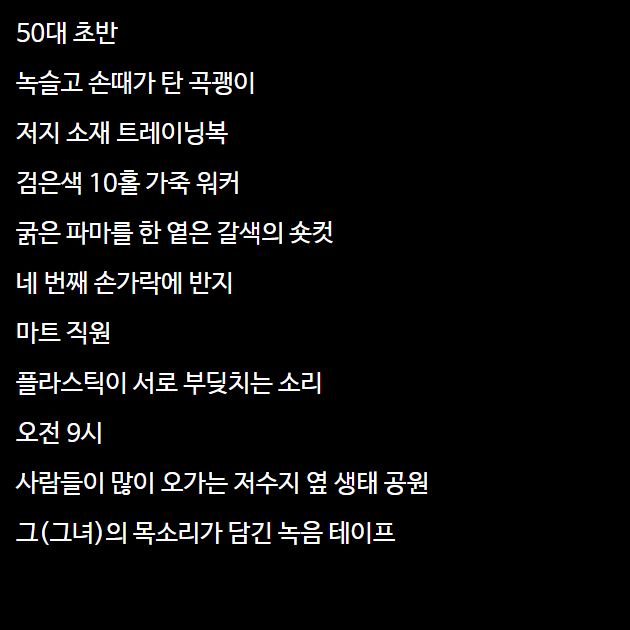 50대 초반
녹슬고 손때가 탄 곡괭이
저지 소재 트레이닝복
검은색 10홀 가죽 워커
굵은 파마를 한 옅은 갈색의 숏컷
네 번째 손가락에 반지
마트 직원
플라스틱이 서로 부딪치는 소리
오전 9시
사람들이 많이 오가는 저수지 옆 생태 공원
그(그녀)의 목소리가 담긴 녹음 테이프